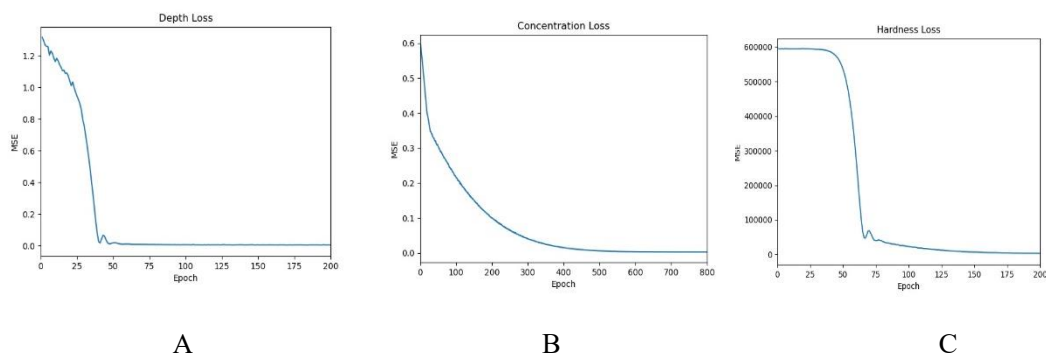 Depth Loss
MSE
1.2
1.0
0.8
0.6
0.4
0.2
0.0
0 25 50 75 100 125 150 175 200
Epoch
A
Concentration Loss
MSE
0.6
0.5
0.4
0.3
0.2
0.1
0.0
0 100 200 300 400 500 600 700 800
Epoch
B
Hardness Loss
MSE
600000
500000
400000
300000
200000
100000
0
0 25 50 75 100 125 150 175 200
Epoch
C